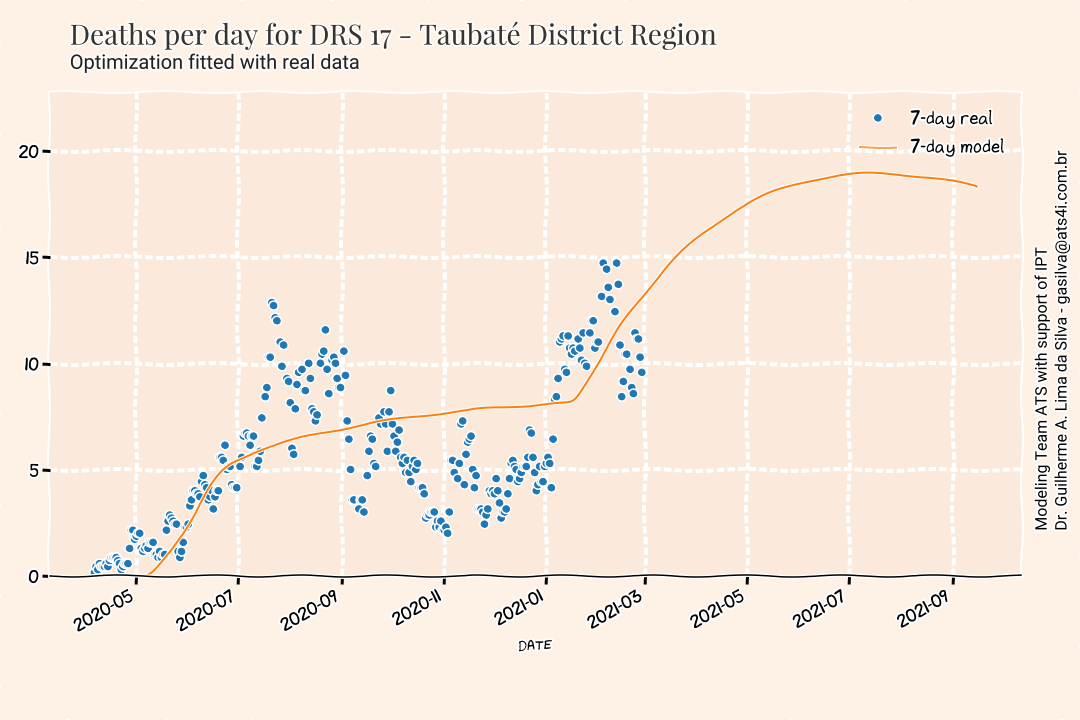 Deaths per day for DRS 17 - Taubaté District Region
Optimization fitted with real data
7-day real
7-day model
20
15
10
5
0
2020-05
2020-07
2020-09
2020-11
2021-01
2021-03
2021-05
2021-07
2021-09
DATE
Modeling Team ATS with support of IPT
Dr. Guilherme A. Lima da Silva - gasilva@ats4i.com.br